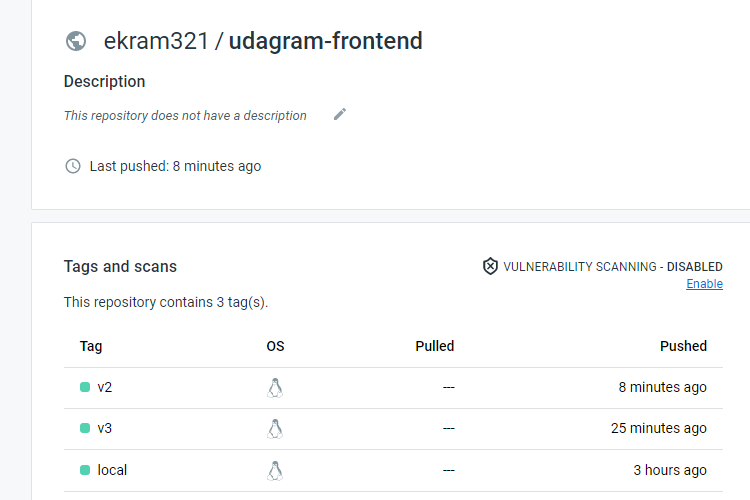 ekram321 / udagram-frontend
Description
This repository does not have a description
Last pushed: 8 minutes ago
Tags and scans
VULNERABILITY SCANNING - DISABLED
Enable
This repository contains 3 tag(s).
Tag OS Pulled Pushed
v2 --- 8 minutes ago
v3 --- 25 minutes ago
local --- 3 hours ago